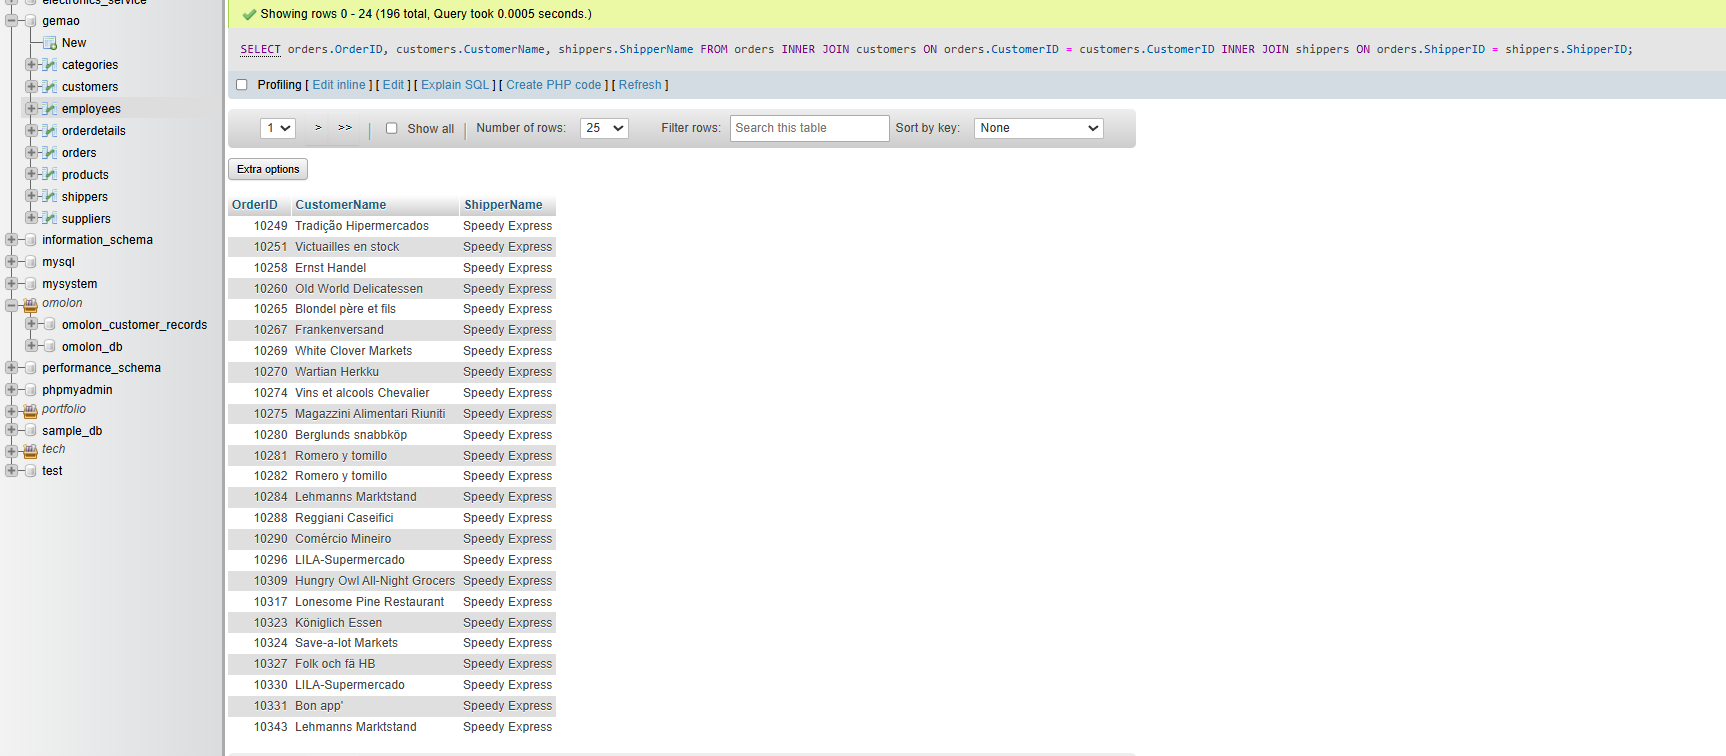 electronics_service
gemao
New
categories
customers
employees
orderdetails
orders
products
shippers
suppliers
information_schema
mysql
mysystem
omolon
omolon_customer_records
omolon_db
performance_schema
phpmyadmin
portfolio
sample_db
tech
test
Showing rows 0 - 24 (196 total, Query took 0.0005 seconds.)
SELECT orders.OrderID, customers.CustomerName, shippers.ShipperName FROM orders INNER JOIN customers ON orders.CustomerID = customers.CustomerID INNER JOIN shippers ON orders.ShipperID = shippers.ShipperID;
Profiling [ Edit inline ] [ Edit ] [ Explain SQL ] [ Create PHP code ] [ Refresh ]
1 > >> | Show all | Number of rows: 25 Filter rows: Search this table Sort by key: None
Extra options
OrderID CustomerName ShipperName
10249 Tradição Hipermercados Speedy Express
10251 Victuailles en stock Speedy Express
10258 Ernst Handel Speedy Express
10260 Old World Delicatessen Speedy Express
10265 Blondel père et fils Speedy Express
10267 Frankenversand Speedy Express
10269 White Clover Markets Speedy Express
10270 Wartian Herkku Speedy Express
10274 Vins et alcools Chevalier Speedy Express
10275 Magazzini Alimentari Riuniti Speedy Express
10280 Berglunds snabbköp Speedy Express
10281 Romero y tomillo Speedy Express
10282 Romero y tomillo Speedy Express
10284 Lehmanns Marktstand Speedy Express
10288 Reggiani Caseifici Speedy Express
10290 Comércio Mineiro Speedy Express
10296 LILA-Supermercado Speedy Express
10309 Hungry Owl All-Night Grocers Speedy Express
10317 Lonesome Pine Restaurant Speedy Express
10323 Königlich Essen Speedy Express
10324 Save-a-lot Markets Speedy Express
10327 Folk och fä HB Speedy Express
10330 LILA-Supermercado Speedy Express
10331 Bon app' Speedy Express
10343 Lehmanns Marktstand Speedy Express